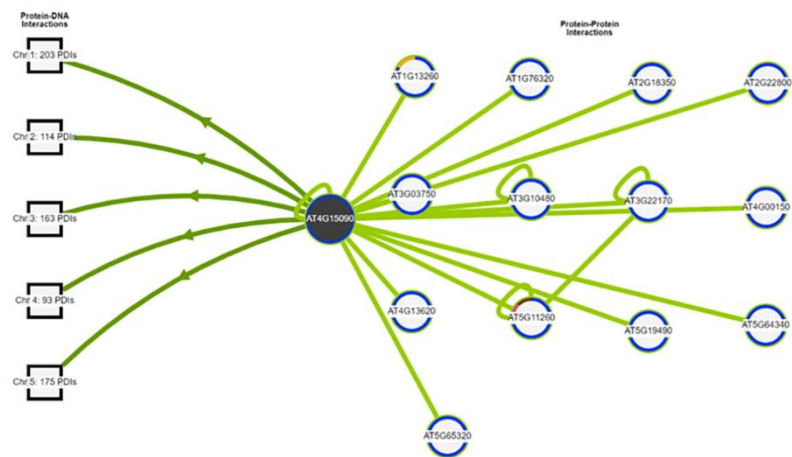 Protein-DNA
Interactions
Protein-Protein
Interactions
Chr 1: 203 PDIs
AT1G13260
AT1G76320
AT2G18350
AT2G22800
Chr 2: 114 PDIs
AT3G03750
AT3G10480
AT3G22170
AT4G00150
Chr 3: 163 PDIs
AT4G15090
Chr 4: 93 PDIs
AT4G13620
AT5G11260
AT5G19490
AT5G64340
Chr 5: 175 PDIs
AT5G65320